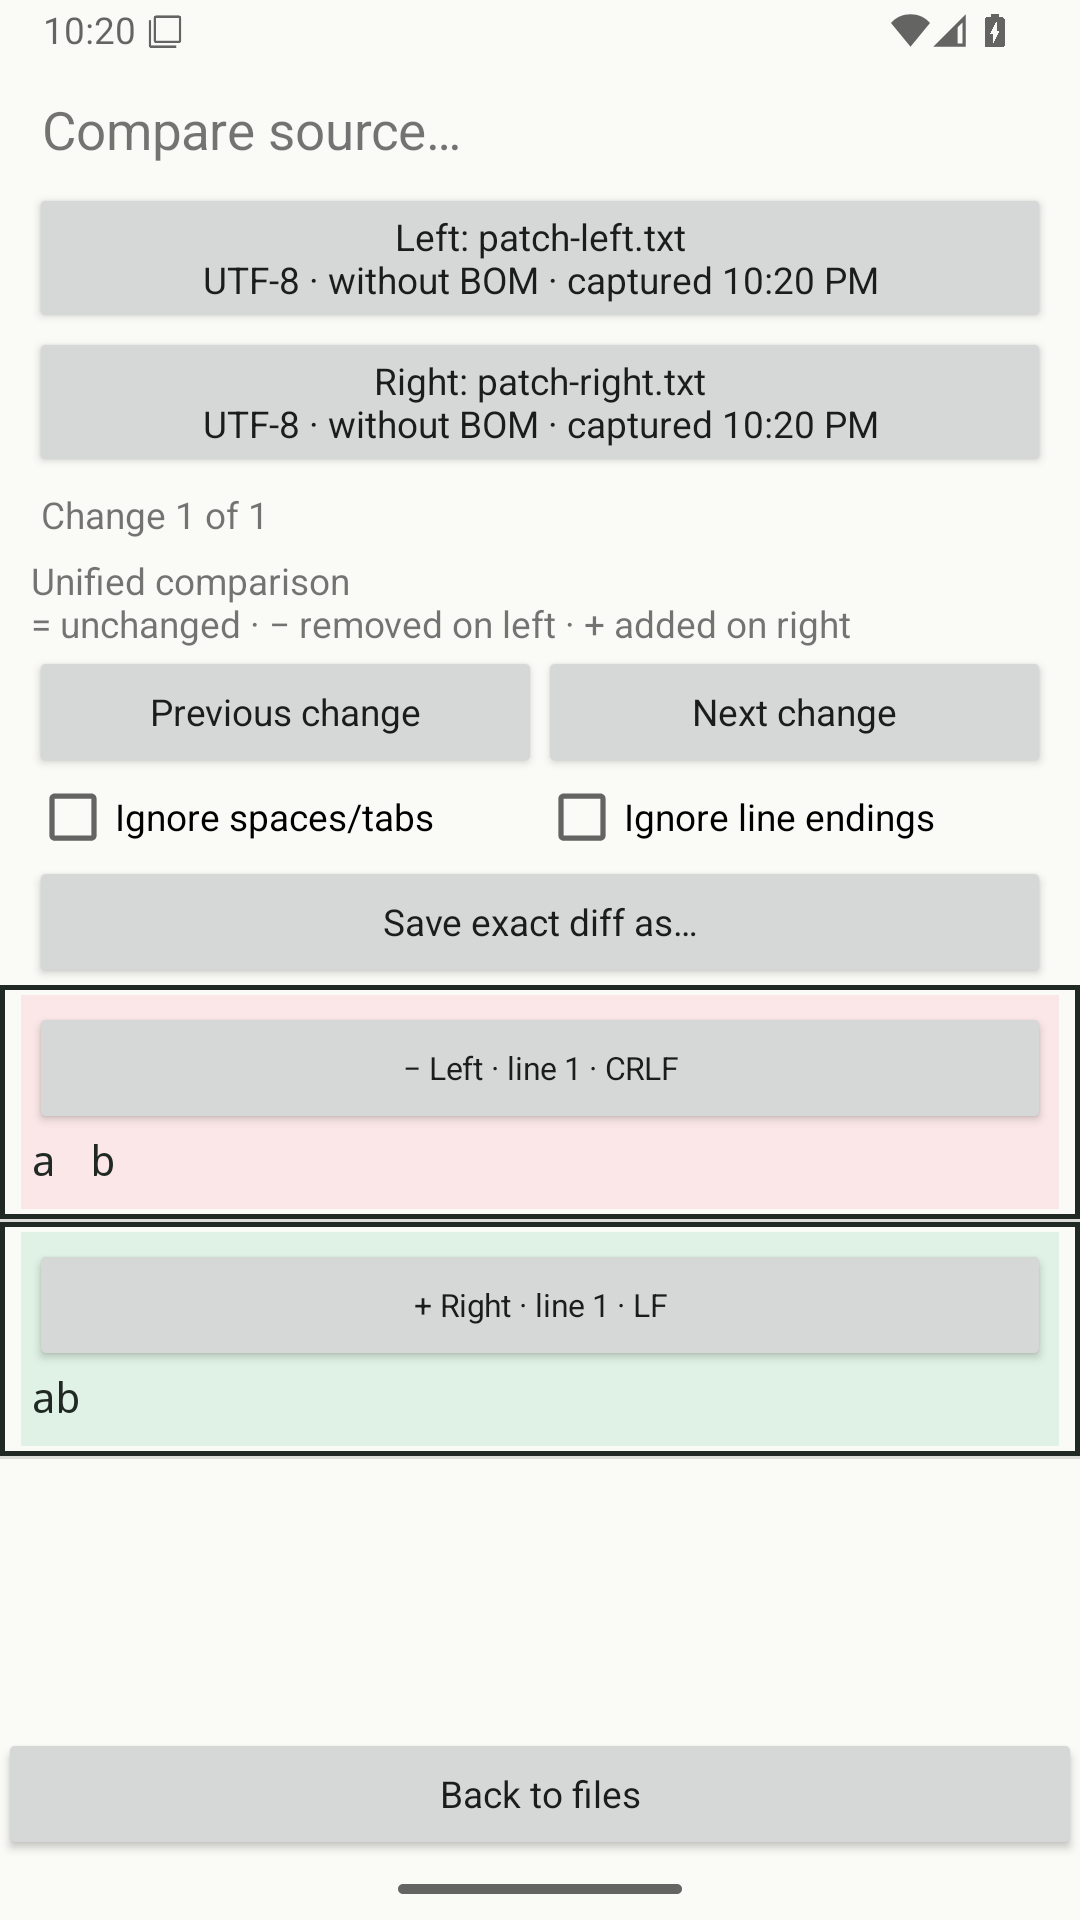 10:20
Compare source…
Left: patch-left.txt
UTF-8 · without BOM · captured 10:20 PM
Right: patch-right.txt
UTF-8 · without BOM · captured 10:20 PM
Change 1 of 1
Unified comparison
= unchanged · − removed on left · + added on right
Previous change
Next change
Ignore spaces/tabs
Ignore line endings
Save exact diff as…
− Left · line 1 · CRLF
a  b
+ Right · line 1 · LF
ab
Back to files